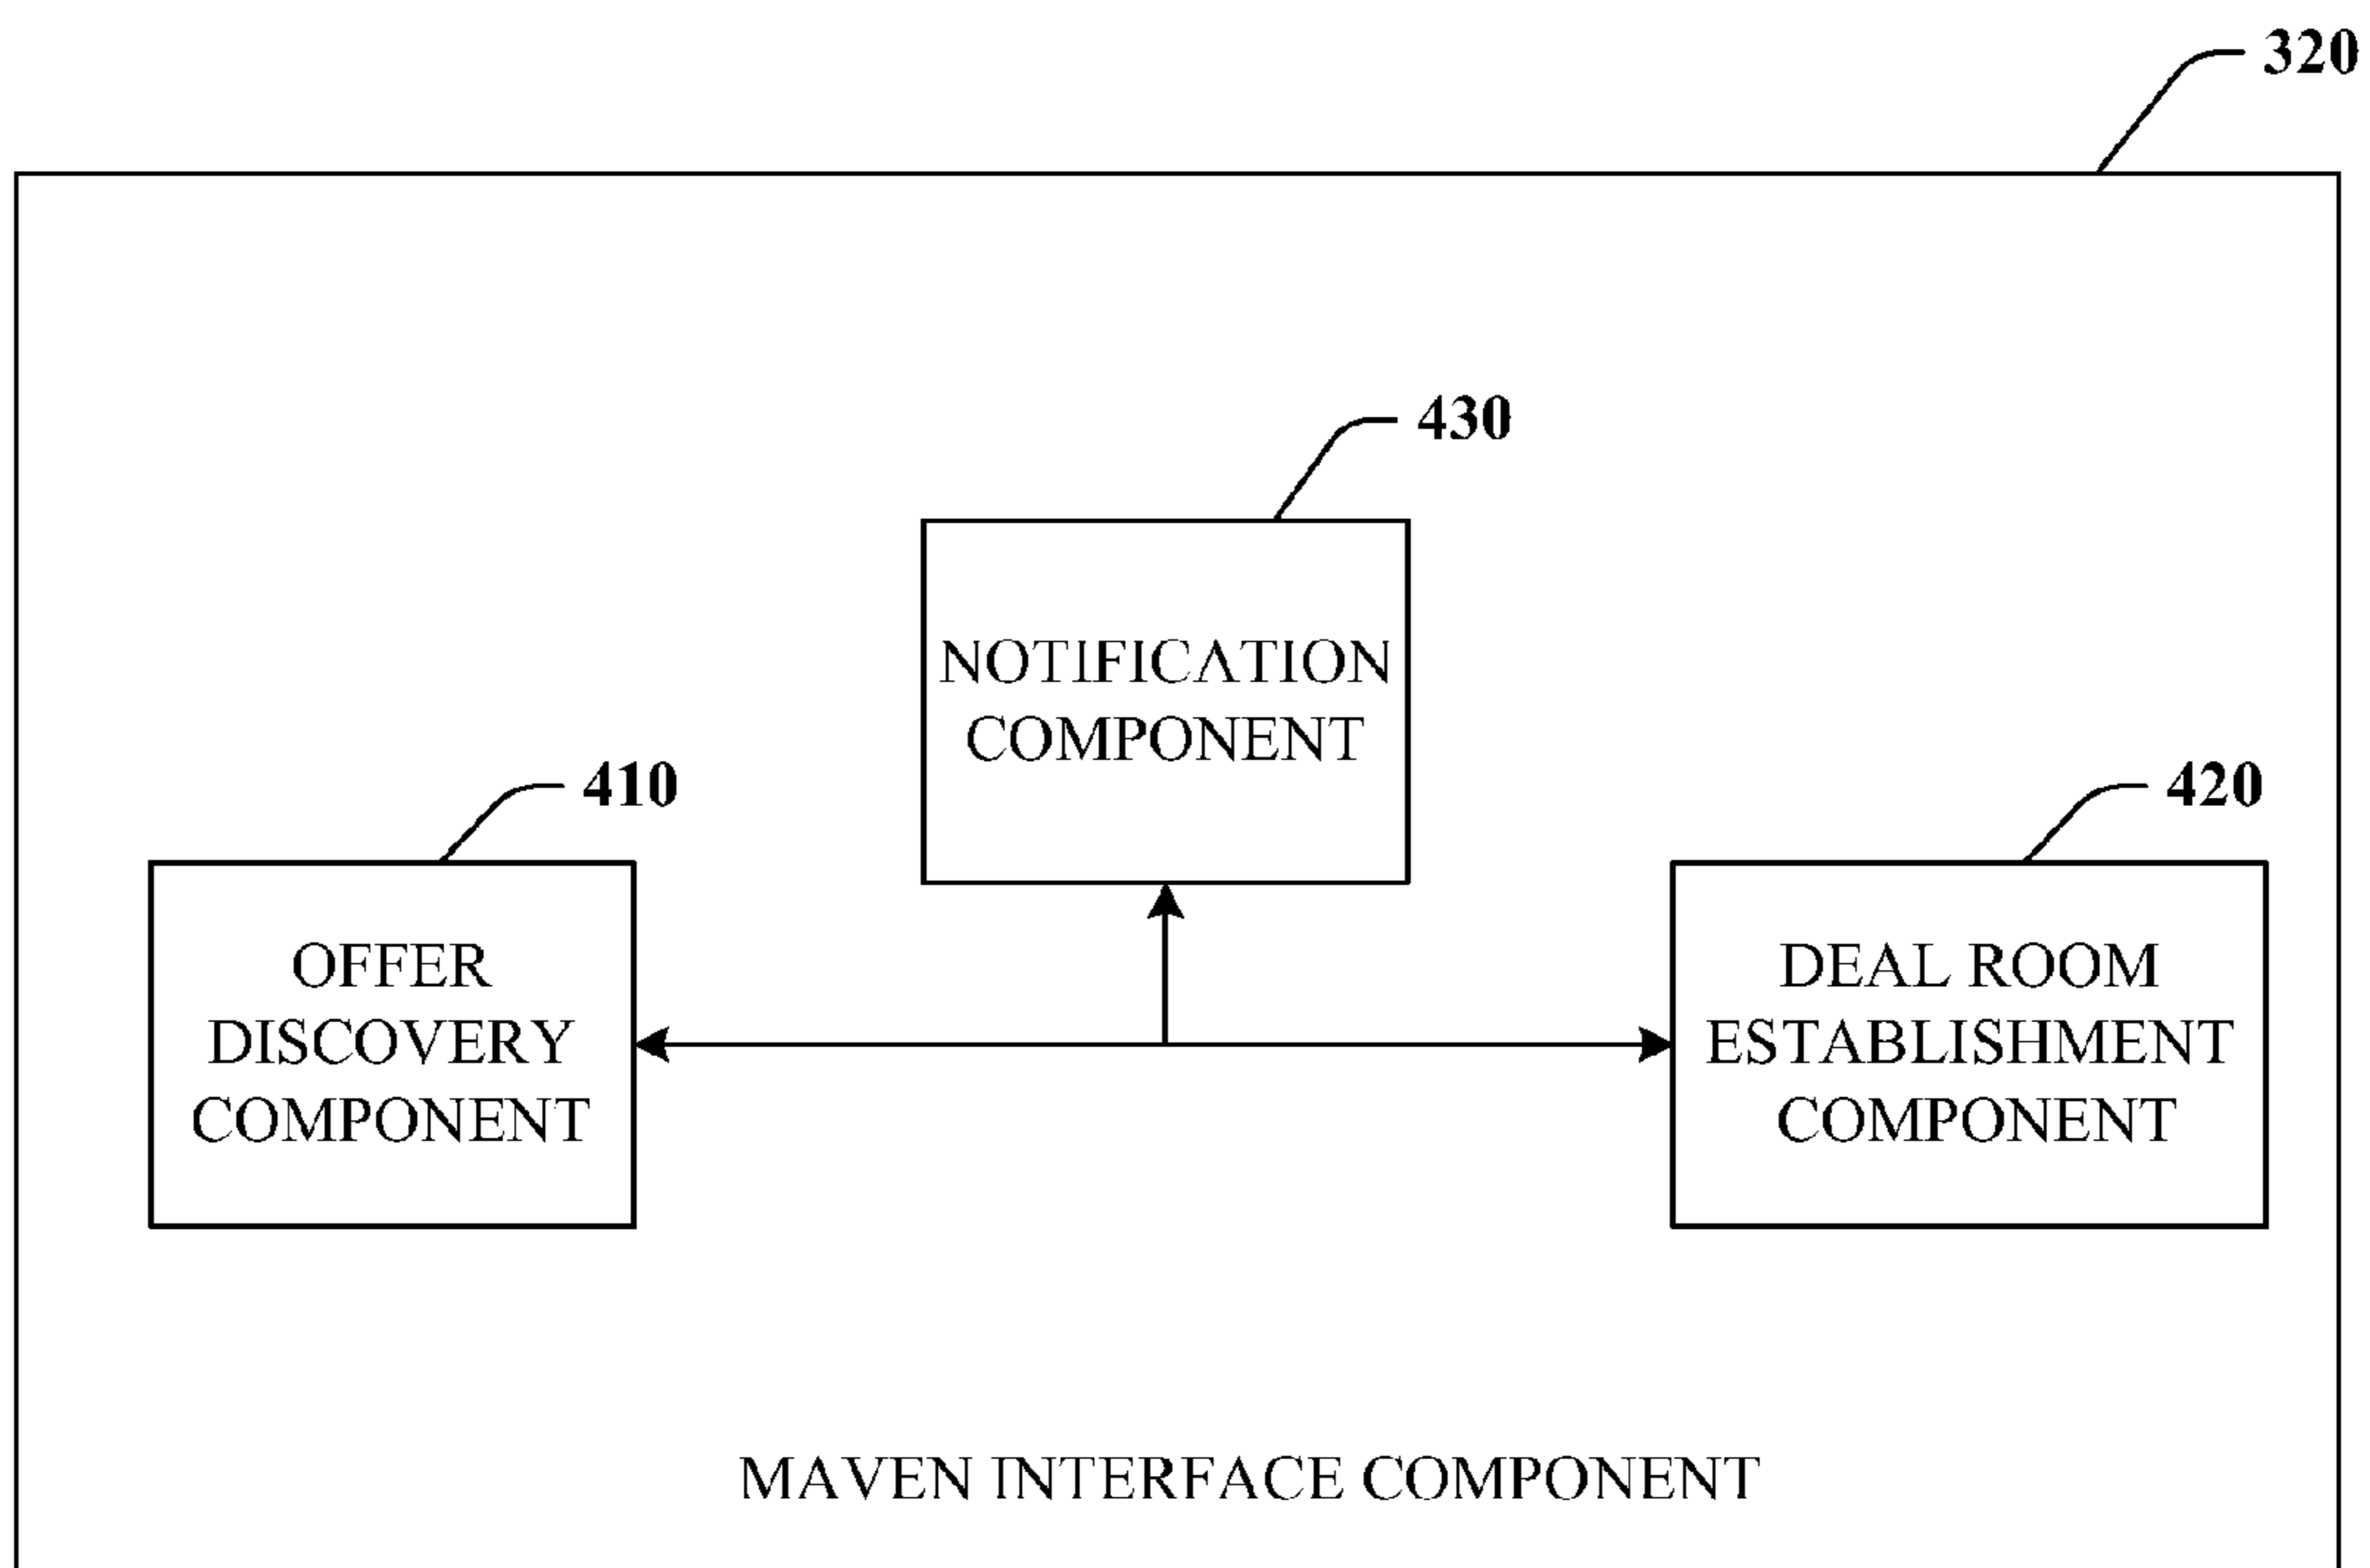 320
430
NOTIFICATION
COMPONENT
410
420
OFFER
DISCOVERY
COMPONENT
DEAL ROOM
ESTABLISHMENT
COMPONENT
MAVEN INTERFACE COMPONENT